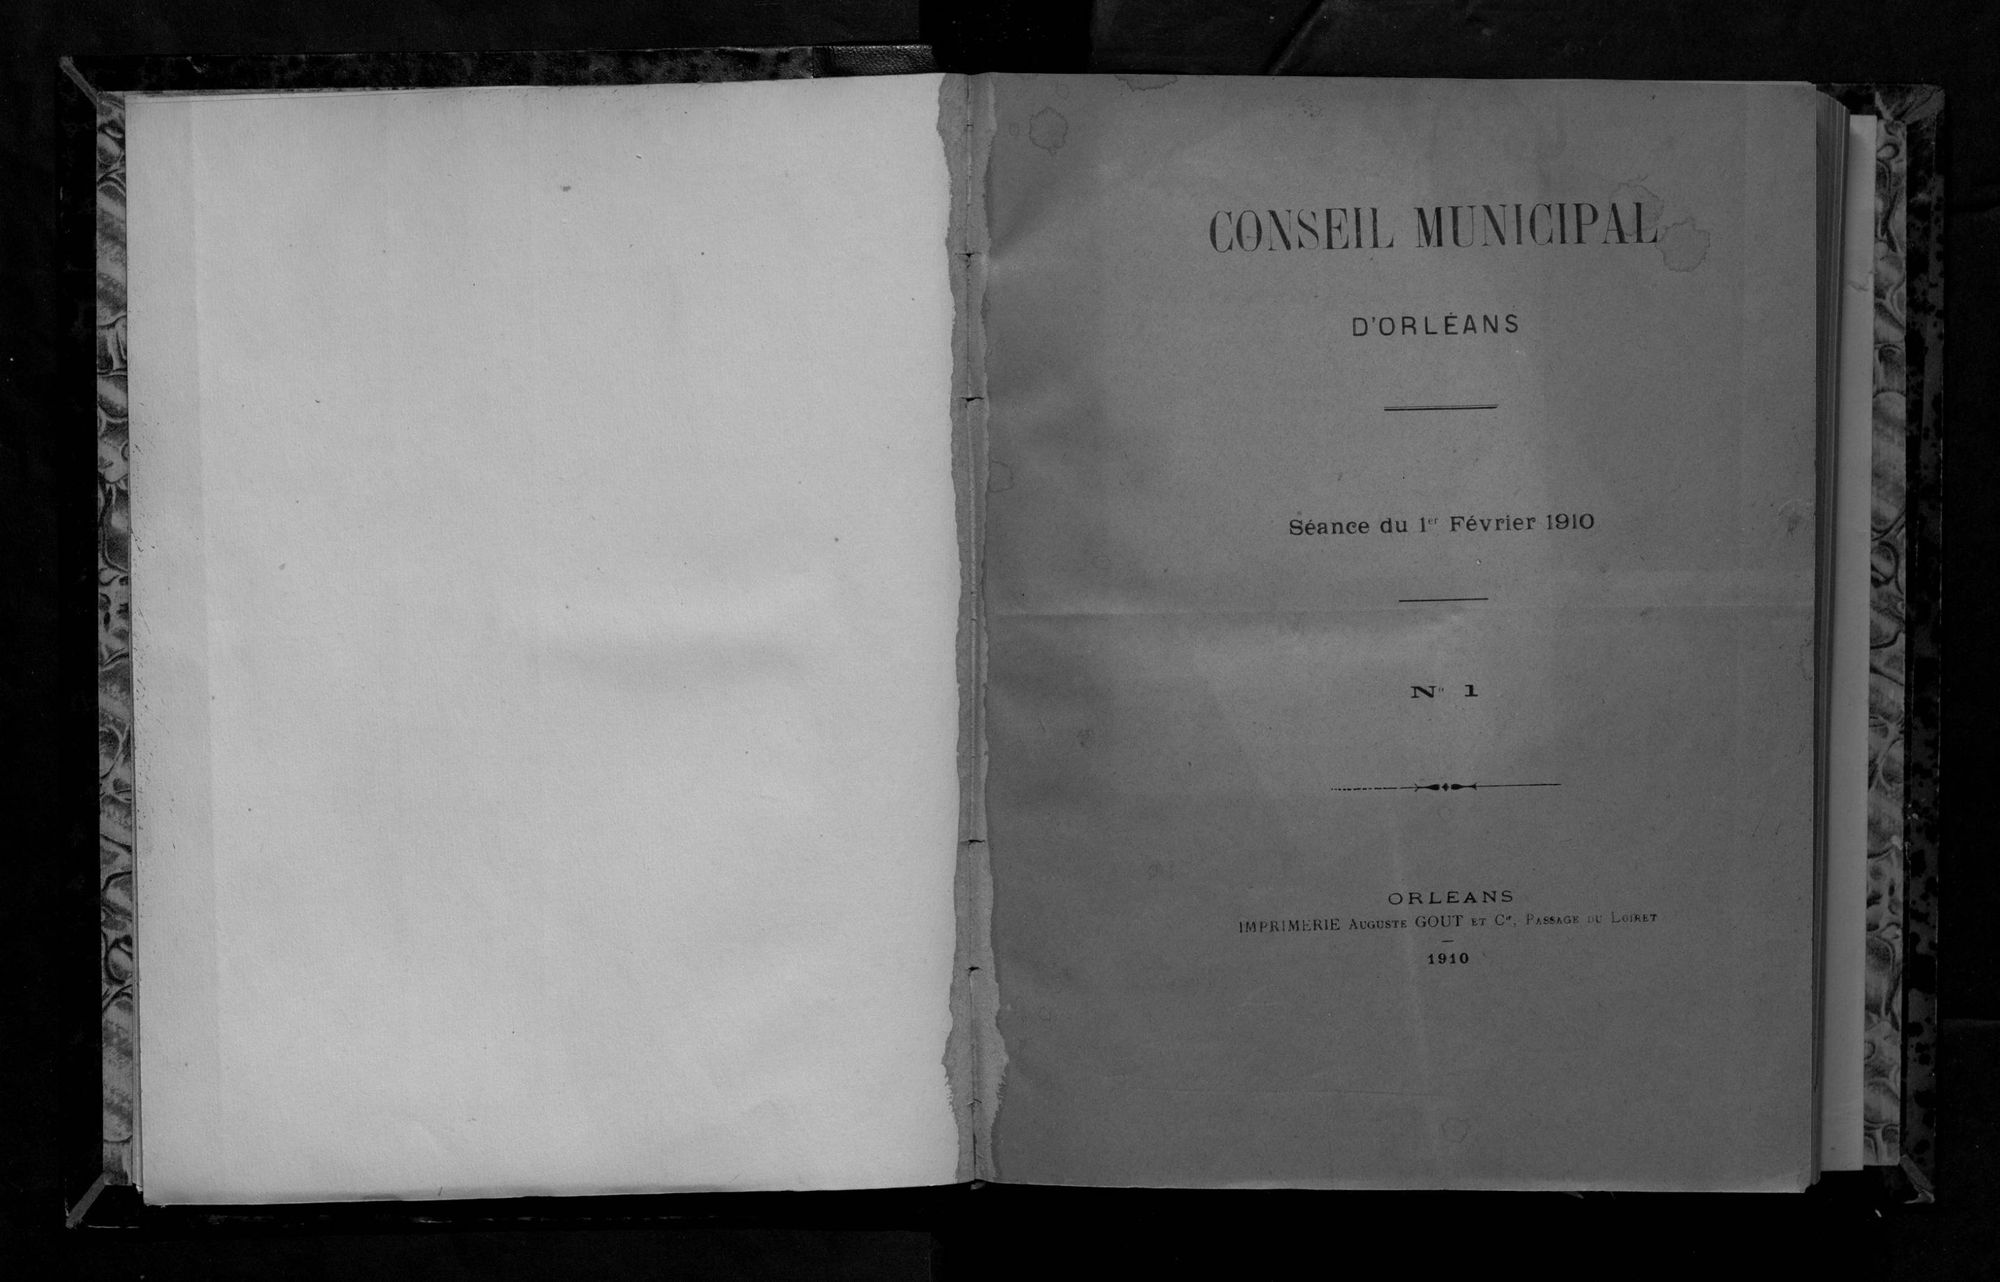 CONSEIL MUNICIPAL
D'ORLÉANS
Séance du 1er Février 1910
No 1
ORLÉANS
IMPRIMERIE AUGUSTE GOUT ET Cie, PASSAGE DU LOIRET
1910